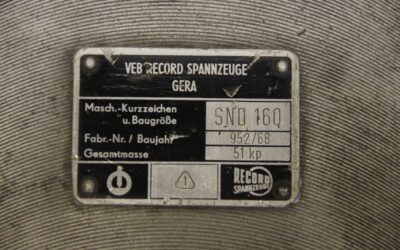 VEB RECORD SPANNZEUGE
GERA
Masch.-Kurzzeichen
u. Baugröße
SND 160
Fabr.-Nr./Baujahr
952/68
Gesamtmasse
51 kp
1
RECORD
SPANNZEUGE